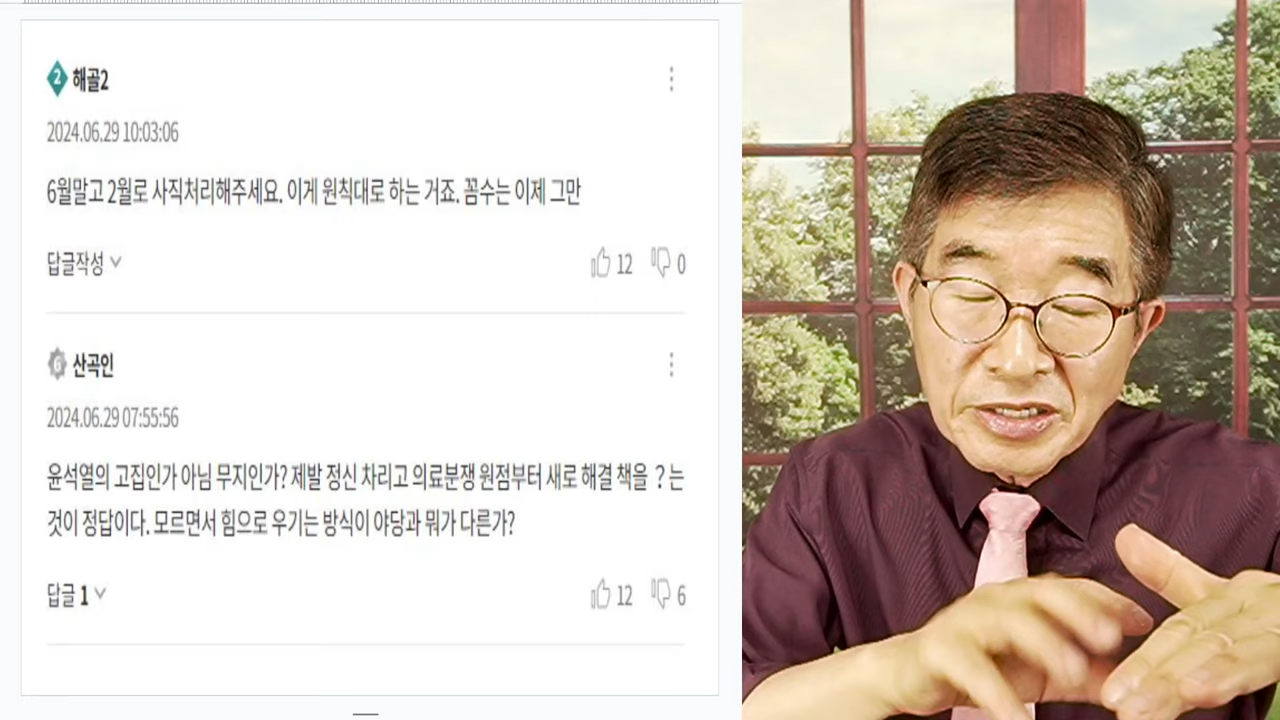 2 해골2
2024.06.29 10:03:06
6월말고 2월로 사직처리해주세요. 이게 원칙대로 하는 거죠. 꼼수는 이제 그만
답글작성
12 0
6 산곡인
2024.06.29 07:55:56
윤석열의 고집인가 아님 무지인가? 제발 정신 차리고 의료분쟁 원점부터 새로 해결 책을 ? 는
것이 정답이다. 모르면서 힘으로 우기는 방식이 야당과 뭐가 다른가?
답글 1
12 6